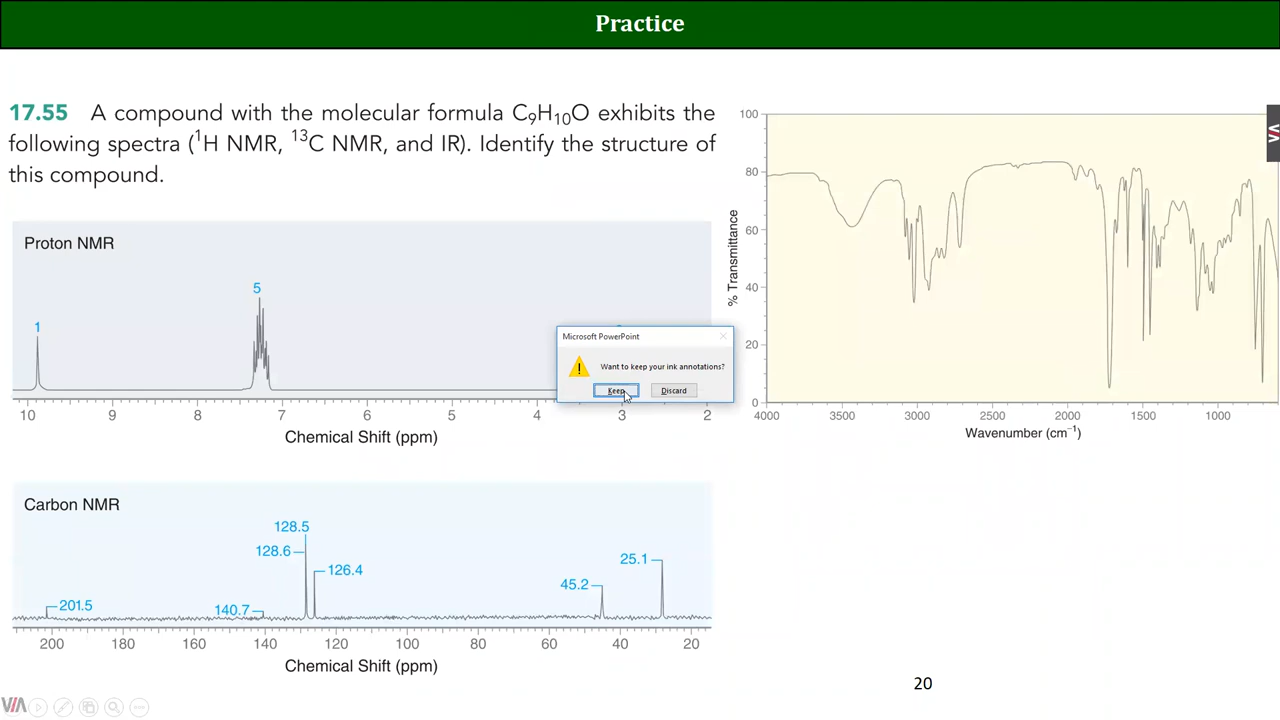 Practice
17.55 A compound with the molecular formula C₉H₁₀O exhibits the
following spectra (¹H NMR, ¹³C NMR, and IR). Identify the structure of
this compound.
Proton NMR
1
5
10 9 8 7 6 5 4 3 2
Chemical Shift (ppm)
Microsoft PowerPoint
Want to keep your ink annotations?
Keep
Discard
100
80
60
40
20
0
% Transmittance
4000 3500 3000 2500 2000 1500 1000
Wavenumber (cm⁻¹)
Carbon NMR
128.5
128.6
126.4
201.5
140.7
45.2
25.1
200 180 160 140 120 100 80 60 40 20
Chemical Shift (ppm)
20
VIA